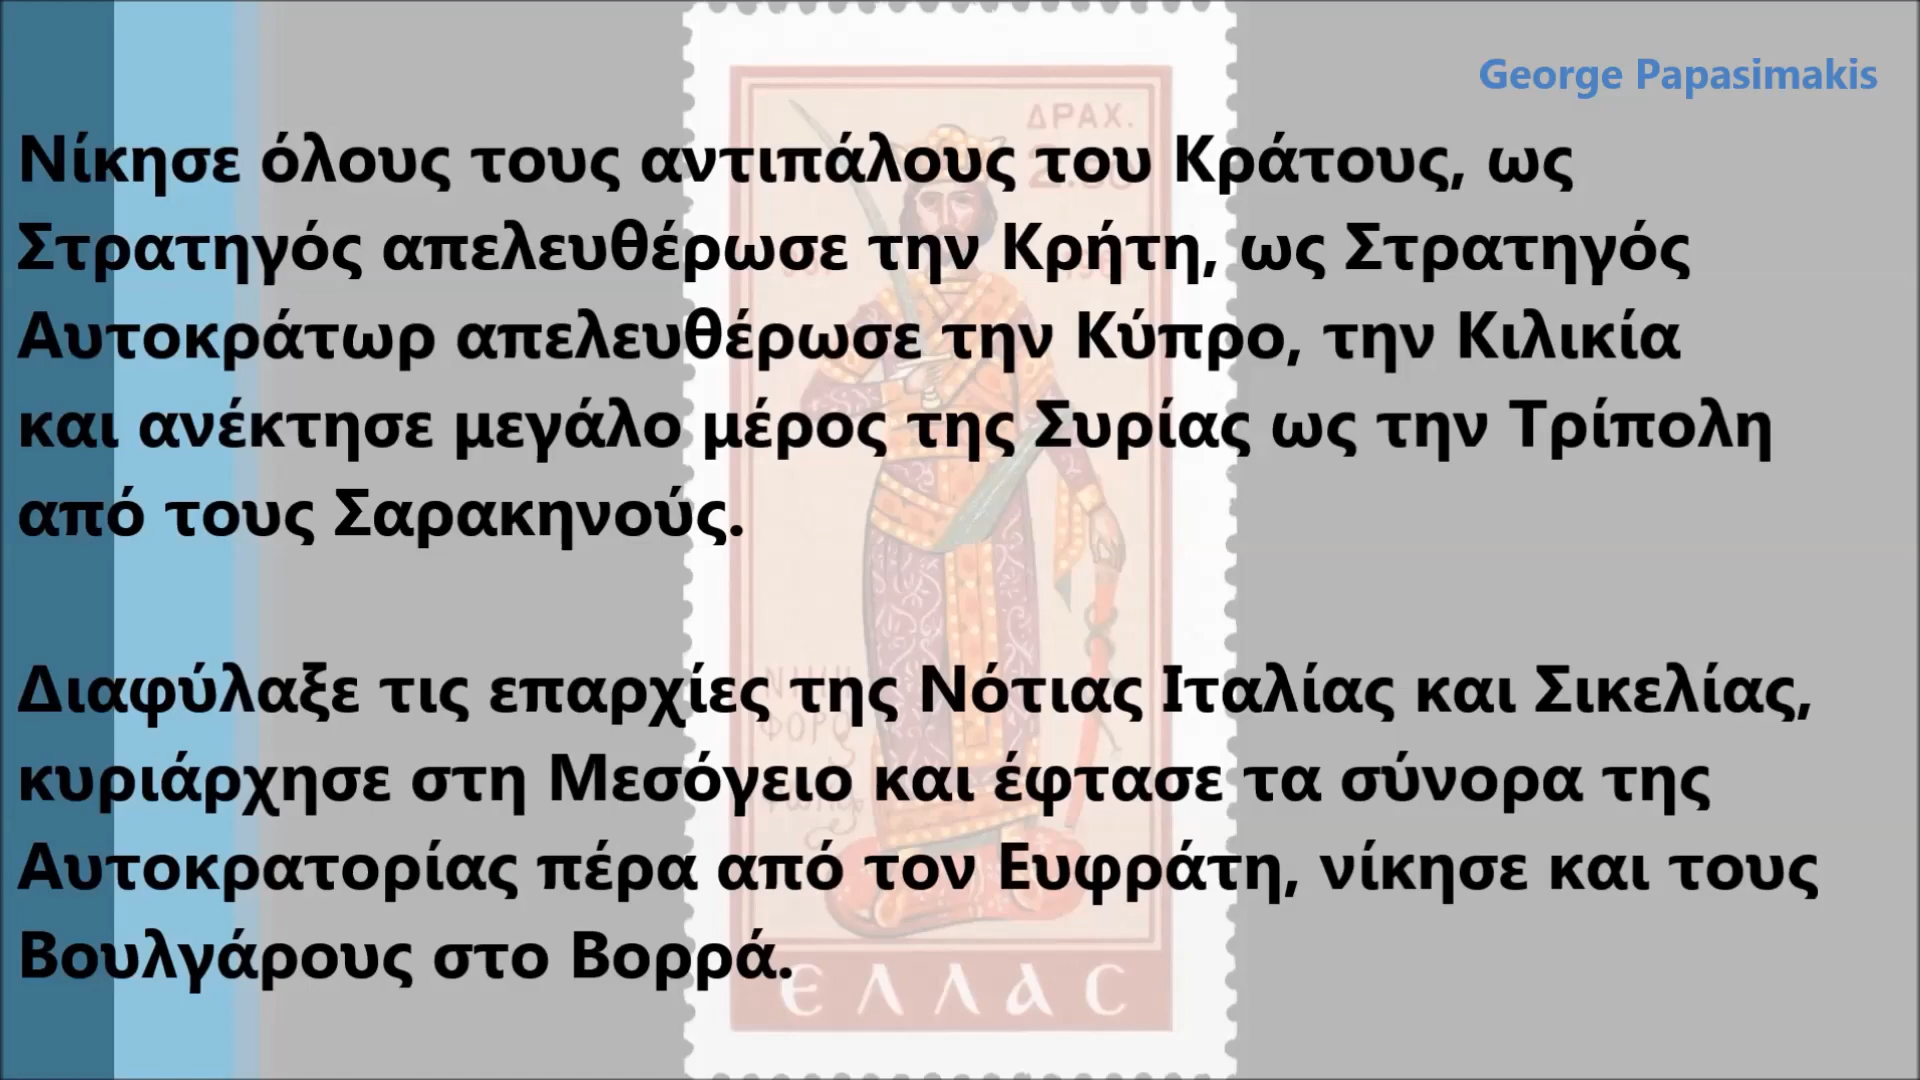 George Papasimakis
ΔΡΑΧ.
Νίκησε όλους τους αντιπάλους του Κράτους, ως
Στρατηγός απελευθέρωσε την Κρήτη, ως Στρατηγός
Αυτοκράτωρ απελευθέρωσε την Κύπρο, την Κιλικία
και ανέκτησε μεγάλο μέρος της Συρίας ως την Τρίπολη
από τους Σαρακηνούς.
Διαφύλαξε τις επαρχίες της Νότιας Ιταλίας και Σικελίας,
κυριάρχησε στη Μεσόγειο και έφτασε τα σύνορα της
Αυτοκρατορίας πέρα από τον Ευφράτη, νίκησε και τους
Βουλγάρους στο Βορρά.
ΕΛΛΑC